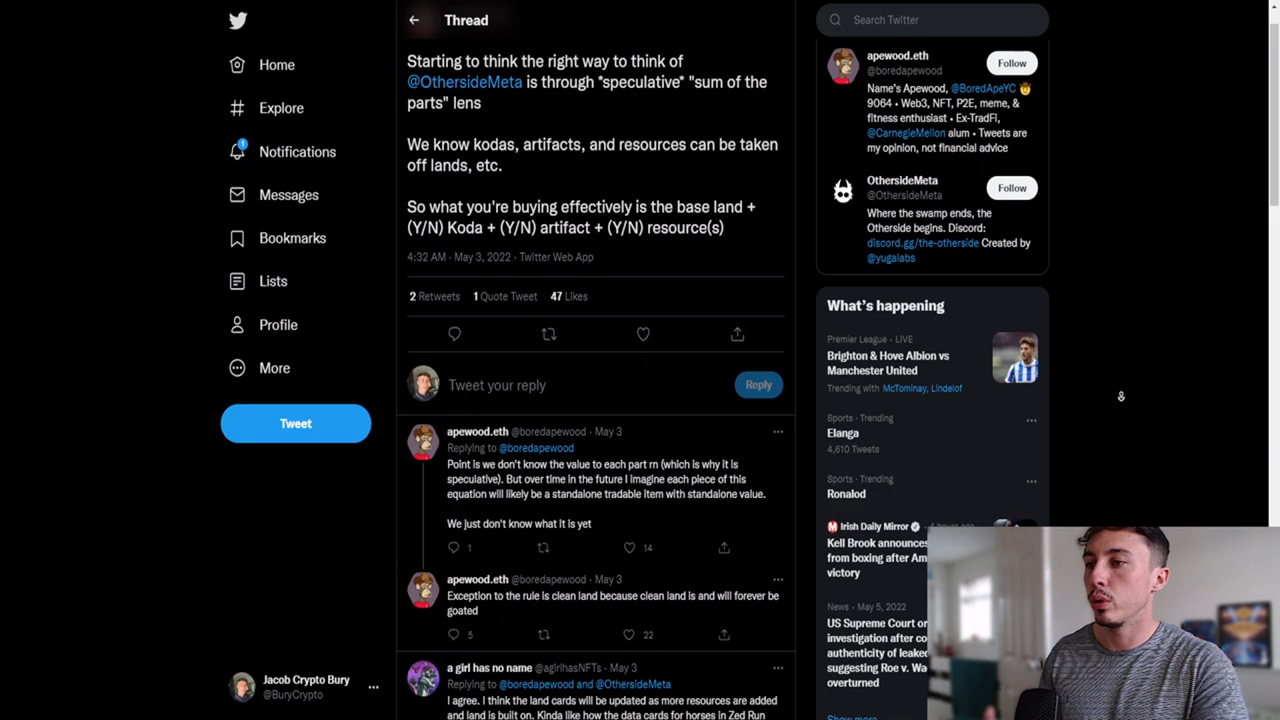 Home
Explore
1
Notifications
Messages
Bookmarks
Lists
Profile
More
Tweet
Jacob Crypto Bury
@BuryCrypto
Thread
Starting to think the right way to think of
@OthersideMeta is through *speculative* "sum of the
parts" lens
We know kodas, artifacts, and resources can be taken
off lands, etc.
So what you're buying effectively is the base land +
(Y/N) Koda + (Y/N) artifact + (Y/N) resource(s)
4:32 AM · May 3, 2022 · Twitter Web App
2 Retweets 1 Quote Tweet 47 Likes
Tweet your reply
Reply
apewood.eth @boredapewood · May 3
Replying to @boredapewood
Point is we don't know the value to each part rn (which is why it is
speculative). But over time in the future I imagine each piece of this
equation will likely be a standalone tradable item with standalone value.
We just don't know what it is yet
1 14
apewood.eth @boredapewood · May 3
Exception to the rule is clean land because clean land is and will forever be
goated
5 22
a girl has no name @agirlhasNFTs · May 3
Replying to @boredapewood and @OthersideMeta
I agree. I think the land cards will be updated as more resources are added
and land is built on. Kinda like how the data cards for horses in Zed Run
Search Twitter
apewood.eth
@boredapewood
Follow
Name's Apewood, @BoredApeYC 🤠
9064 • Web3, NFT, P2E, meme, &
fitness enthusiast • Ex-TradFi,
@CarnegieMellon alum • Tweets are
my opinion, not financial advice
OthersideMeta
@OthersideMeta
Follow
Where the swamp ends, the
Otherside begins. Discord:
discord.gg/the-otherside Created by
@yugalabs
What's happening
Premier League · LIVE
Brighton & Hove Albion vs
Manchester United
Trending with McTominay, Lindelof
Sports · Trending
Elanga
4,610 Tweets
Sports · Trending
Ronalod
Irish Daily Mirror
Kell Brook announces
from boxing after Am
victory
News · May 5, 2022
US Supreme Court or
investigation after co
authenticity of leaked
suggesting Roe v. Wa
overturned
Show more